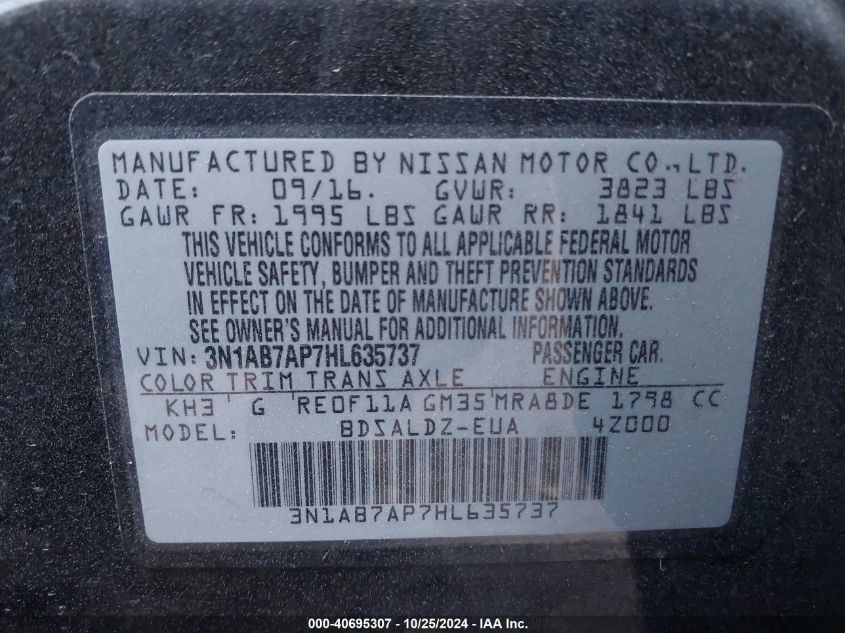 MANUFACTURED BY NISSAN MOTOR CO., LTD.
DATE: 09/16. GVWR: 3823 LBS
GAWR FR: 1995 LBS GAWR RR: 1841 LBS
THIS VEHICLE CONFORMS TO ALL APPLICABLE FEDERAL MOTOR
VEHICLE SAFETY, BUMPER AND THEFT PREVENTION STANDARDS
IN EFFECT ON THE DATE OF MANUFACTURE SHOWN ABOVE.
SEE OWNER'S MANUAL FOR ADDITIONAL INFORMATION.
VIN: 3N1AB7AP7HL635737 PASSENGER CAR.
COLOR TRIM TRANS AXLE ENGINE
KH3 G RE0F11A GM35 MRA8DE 1798 CC
MODEL: BDSALDZ-EUA 4Z000
3N1AB7AP7HL635737
000-40695307 / 10/25/2024 - IAA Inc.